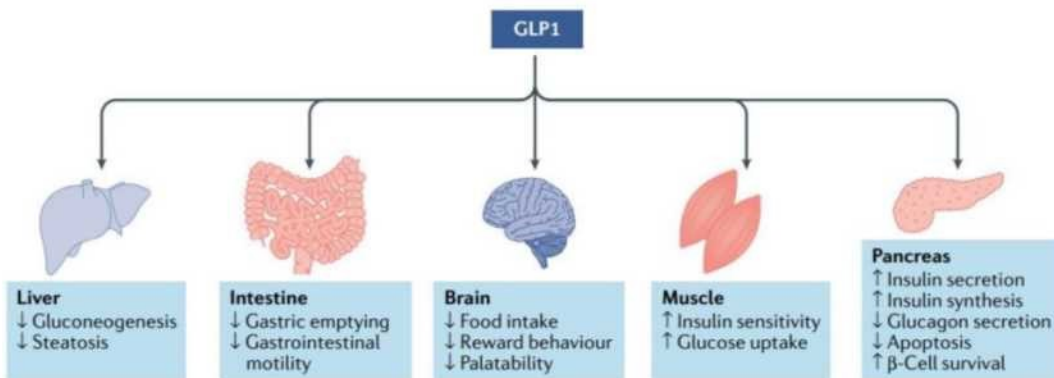 GLP1
Liver
↓ Gluconeogenesis
↓ Steatosis
Intestine
↓ Gastric emptying
↓ Gastrointestinal
motility
Brain
↓ Food intake
↓ Reward behaviour
↓ Palatability
Muscle
↑ Insulin sensitivity
↑ Glucose uptake
Pancreas
↑ Insulin secretion
↑ Insulin synthesis
↓ Glucagon secretion
↓ Apoptosis
↑ β-Cell survival